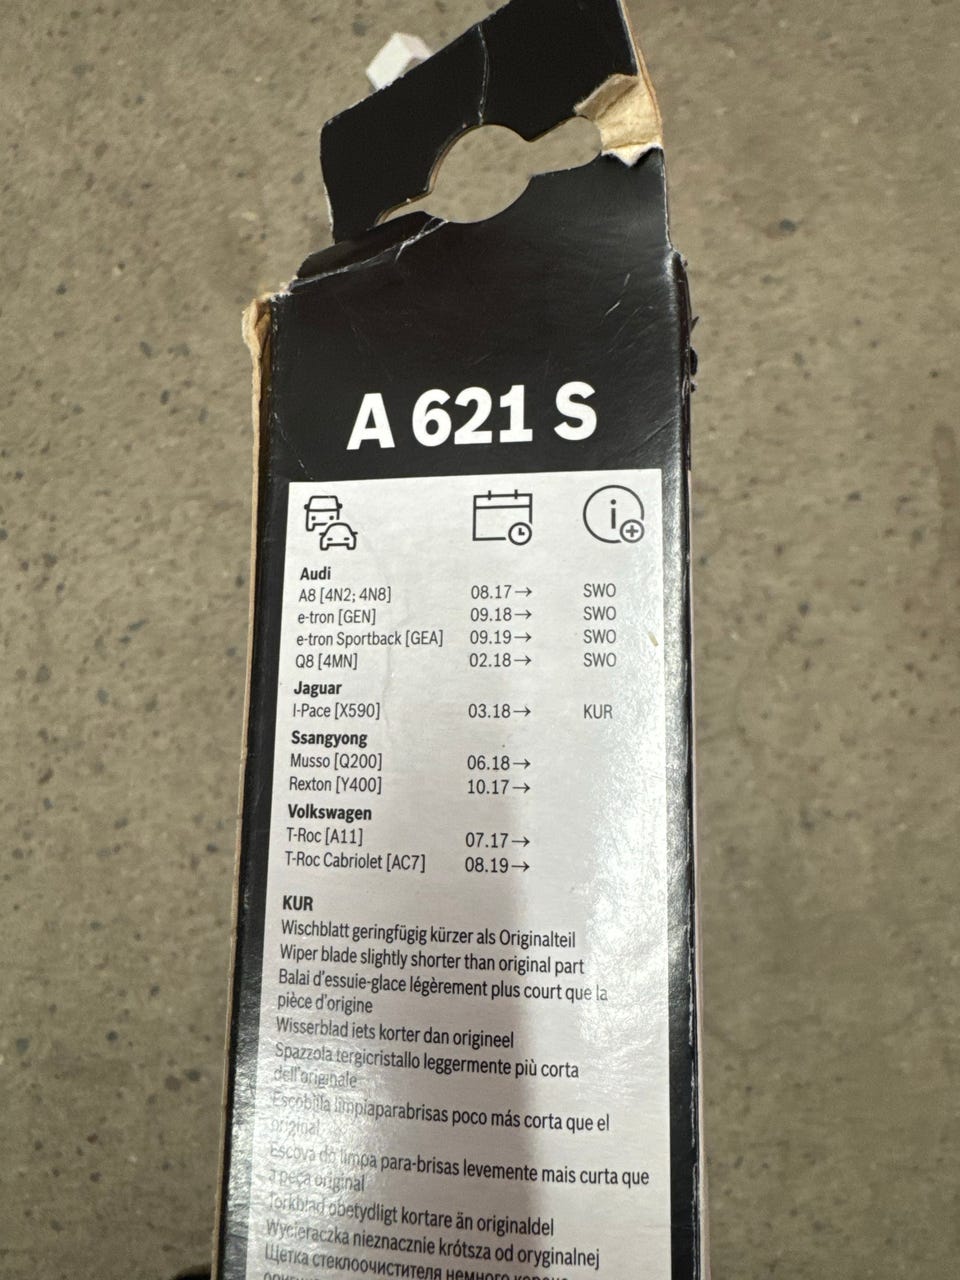 A 621 S
Audi
A8 [4N2; 4N8] 08.17→ SWO
e-tron [GEN] 09.18→ SWO
e-tron Sportback [GEA] 09.19→ SWO
Q8 [4MN] 02.18→ SWO
Jaguar
I-Pace [X590] 03.18→ KUR
Ssangyong
Musso [Q200] 06.18→
Rexton [Y400] 10.17→
Volkswagen
T-Roc [A11] 07.17→
T-Roc Cabriolet [AC7] 08.19→
KUR
Wischblatt geringfügig kürzer als Originalteil
Wiper blade slightly shorter than original part
Balai d'essuie-glace légèrement plus court que la
pièce d'origine
Wisserblad iets korter dan origineel
Spazzola tergicristallo leggermente più corta
dell'originale
Escobilla limpiaparabrisas poco más corta que el
original
Escova do limpa para-brisas levemente mais curta que
a peça original
Torkblad obetydligt kortare än originaldel
Wycieraczka nieznacznie krótsza od oryginalnej
Щетка стеклоочистителя немного